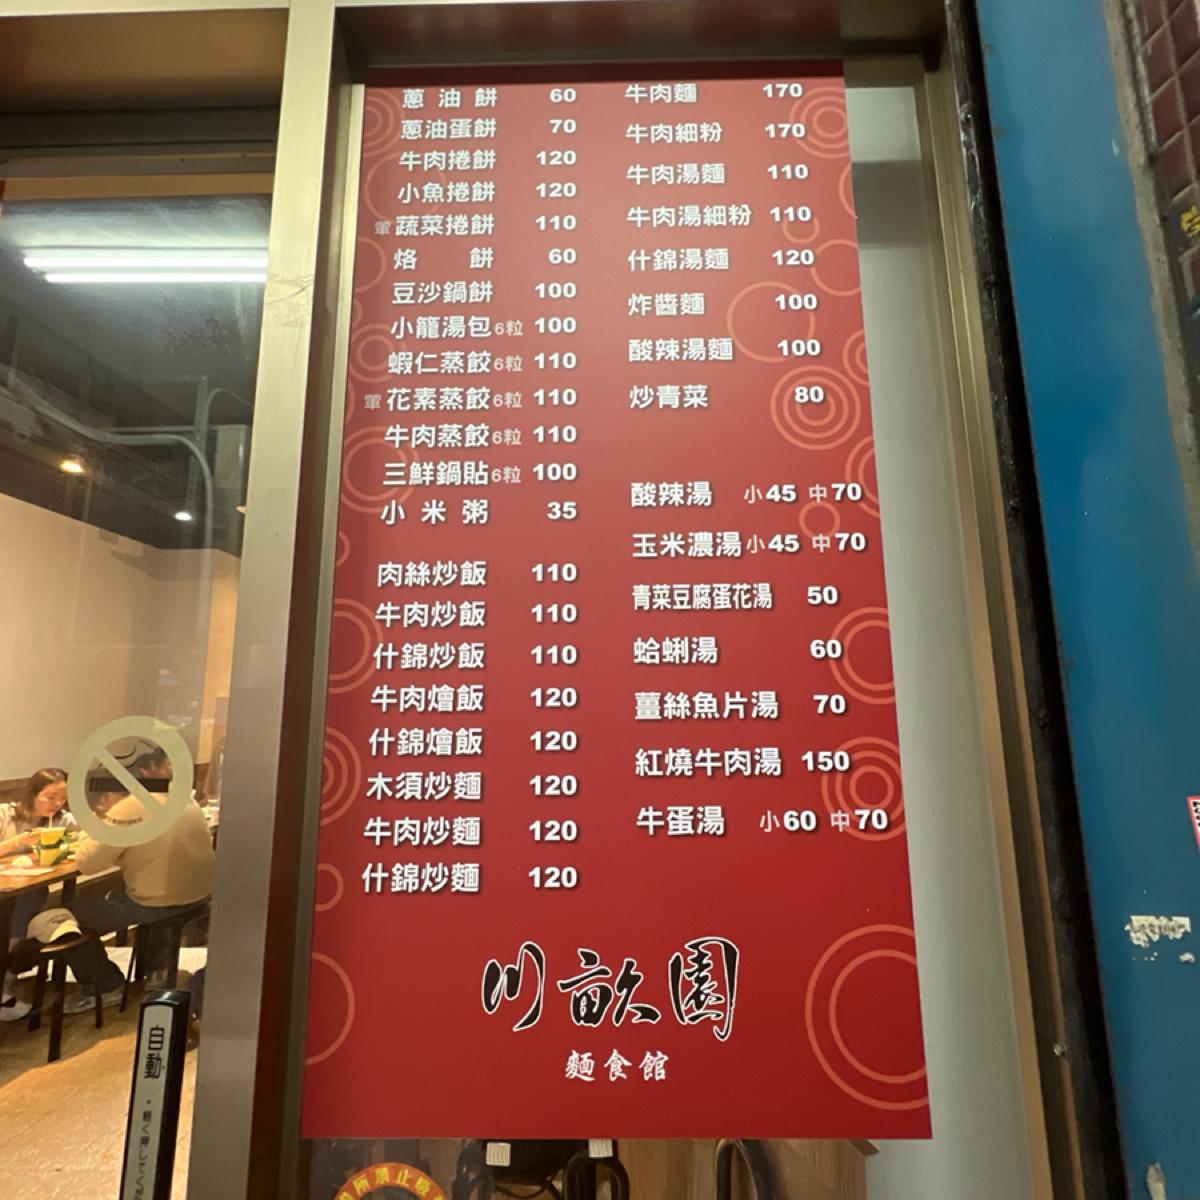 蔥油餅 60
蔥油蛋餅 70
牛肉捲餅 120
小魚捲餅 120
葷蔬菜捲餅 110
烙餅 60
豆沙鍋餅 100
小籠湯包6粒 100
蝦仁蒸餃6粒 110
葷花素蒸餃6粒 110
牛肉蒸餃6粒 110
三鮮鍋貼6粒 100
小米粥 35
肉絲炒飯 110
牛肉炒飯 110
什錦炒飯 110
牛肉燴飯 120
什錦燴飯 120
木須炒麵 120
牛肉炒麵 120
什錦炒麵 120
牛肉麵 170
牛肉細粉 170
牛肉湯麵 110
牛肉湯細粉 110
什錦湯麵 120
炸醬麵 100
酸辣湯麵 100
炒青菜 80
酸辣湯 小45 中70
玉米濃湯 小45 中70
青菜豆腐蛋花湯 50
蛤蜊湯 60
薑絲魚片湯 70
紅燒牛肉湯 150
牛蛋湯 小60 中70
川畝園
麵食館
自動
・軽く押してくだ
所禁止吸